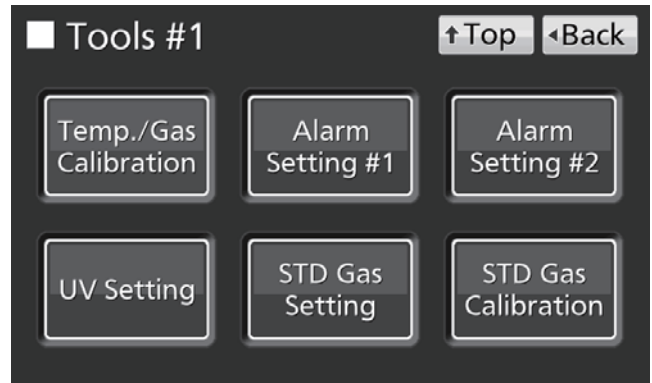 Tools #1
↑Top
◂Back
Temp./Gas
Calibration
Alarm
Setting #1
Alarm
Setting #2
UV Setting
STD Gas
Setting
STD Gas
Calibration